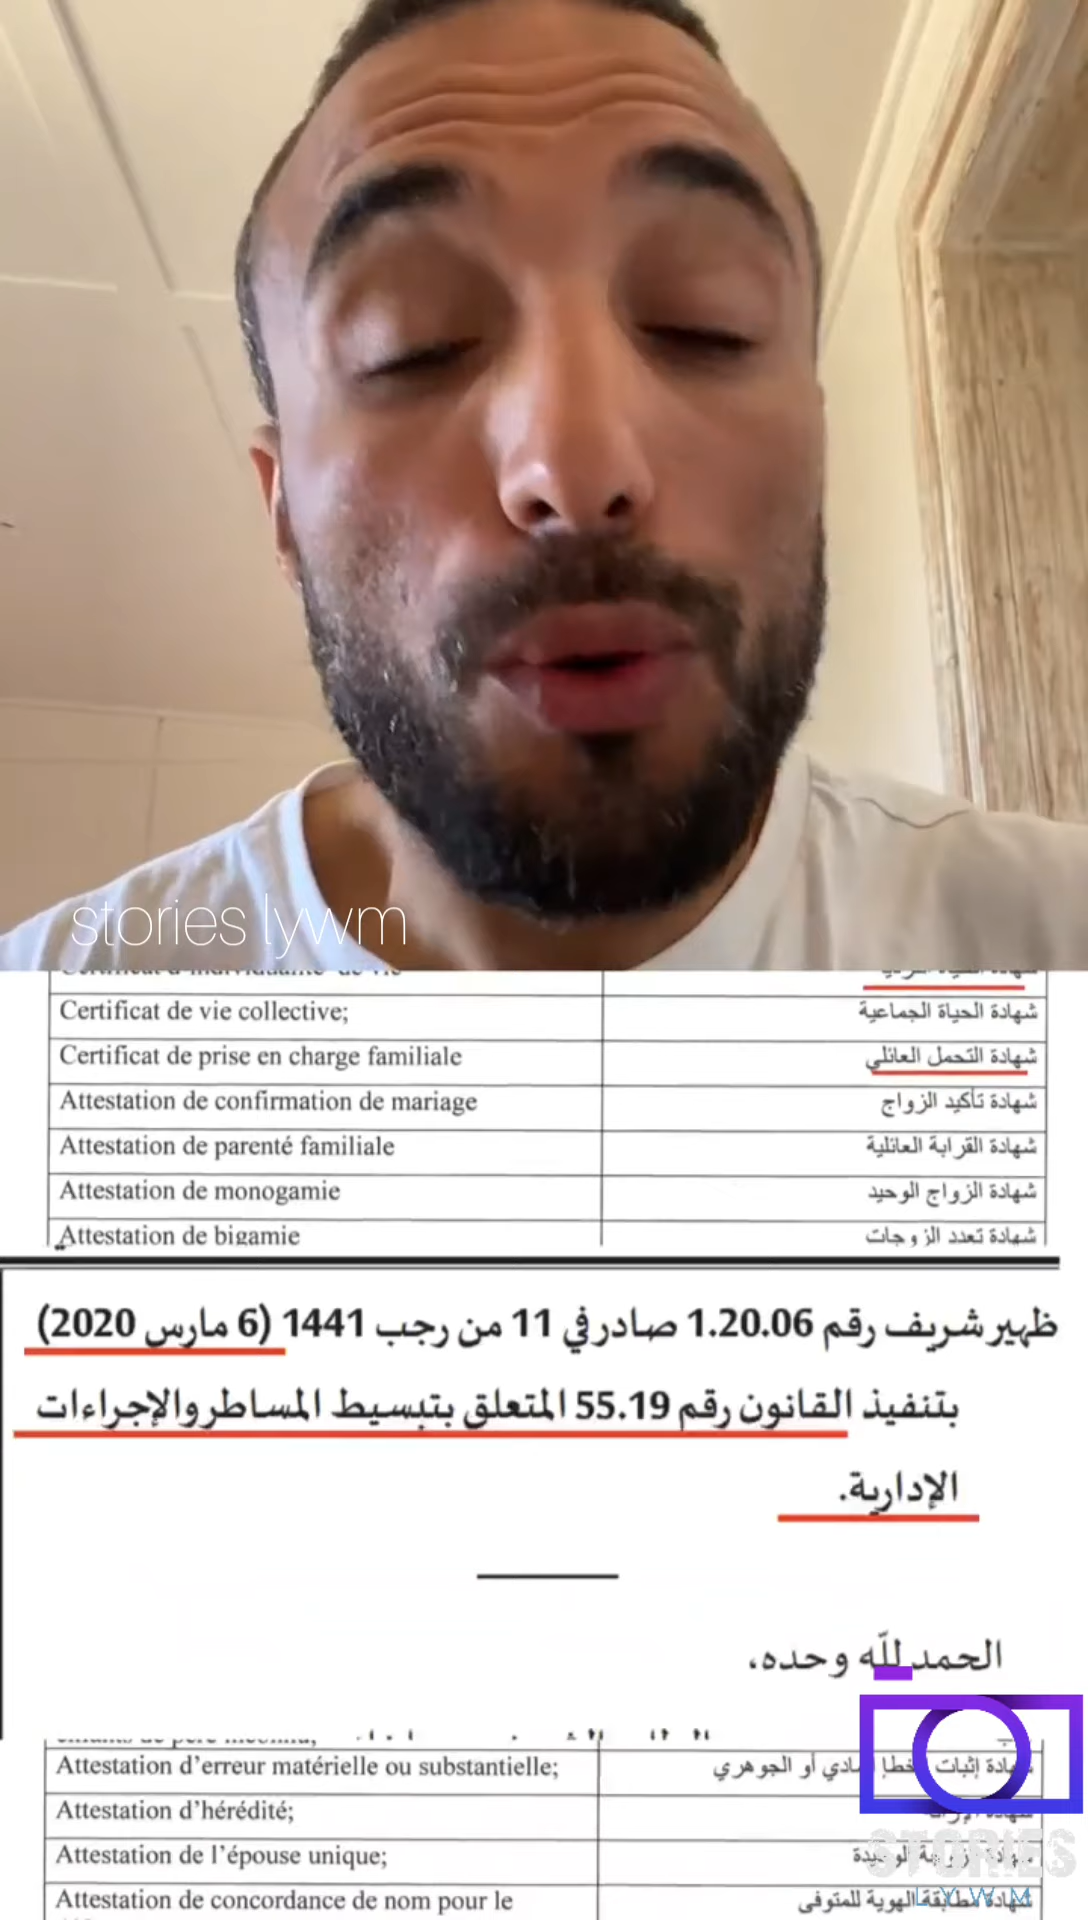 stories lywm
Certificat de vie collective;
شهادة الحياة الجماعية
Certificat de prise en charge familiale
شهادة التحمل العائلي
Attestation de confirmation de mariage
شهادة تأكيد الزواج
Attestation de parenté familiale
شهادة القرابة العائلية
Attestation de monogamie
شهادة الزواج الوحيد
Attestation de bigamie
شهادة تعدد الزوجات
ظهير شريف رقم 1.20.06 صادر في 11 من رجب 1441 (6 مارس 2020)
بتنفيذ القانون رقم 55.19 المتعلق بتبسيط المساطر والإجراءات
الإدارية.
الحمد لله وحده،
Attestation d'erreur matérielle ou substantielle;
شهادة إثبات أو الجوهري
Attestation d'hérédité;
Attestation de l'épouse unique;
Attestation de concordance de nom pour le
شهادة مطابقة الهوية للمتوفى
STORIES
LYWM